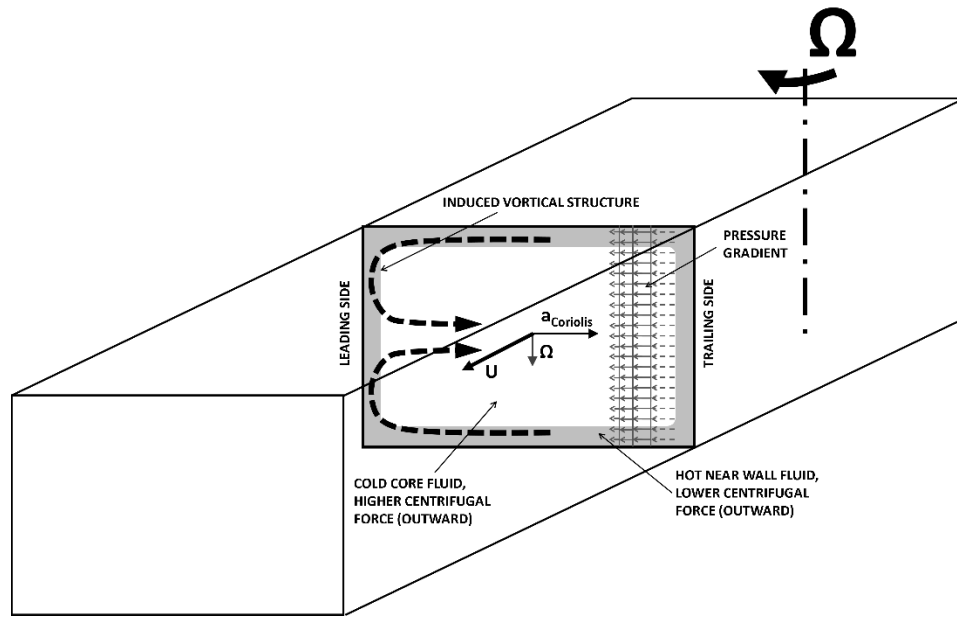 Ω
INDUCED VORTICAL
STRUCTURE
PRESSURE
GRADIENT
LEADING SIDE
TRAILING SIDE
aCoriolis
Ω
U
COLD CORE FLUID,
HIGHER CENTRIFUGAL
FORCE (OUTWARD)
HOT NEAR WALL FLUID,
LOWER CENTRIFUGAL
FORCE (OUTWARD)